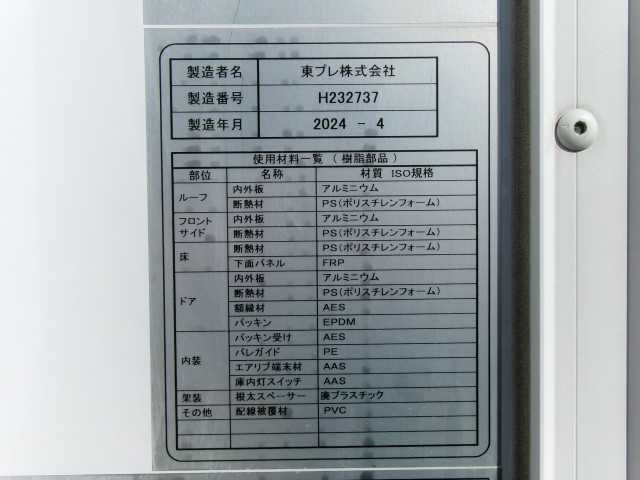 製造者名 東プレ株式会社
製造番号 H232737
製造年月 2024 - 4
使用材料一覧 ( 樹脂部品 )
部位 名称 材質 ISO規格
ルーフ 内外板 アルミニウム
断熱材 PS(ポリスチレンフォーム)
フロント サイド 内外板 アルミニウム
断熱材 PS(ポリスチレンフォーム)
床 断熱材 PS(ポリスチレンフォーム)
下面パネル FRP
ドア 内外板 アルミニウム
断熱材 PS(ポリスチレンフォーム)
額縁材 AES
パッキン EPDM
内装 パッキン受け AES
バレガイド PE
エアリブ端末材 AAS
庫内灯スイッチ AAS
架装 根太スペーサー 廃プラスチック
その他 配線被覆材 PVC